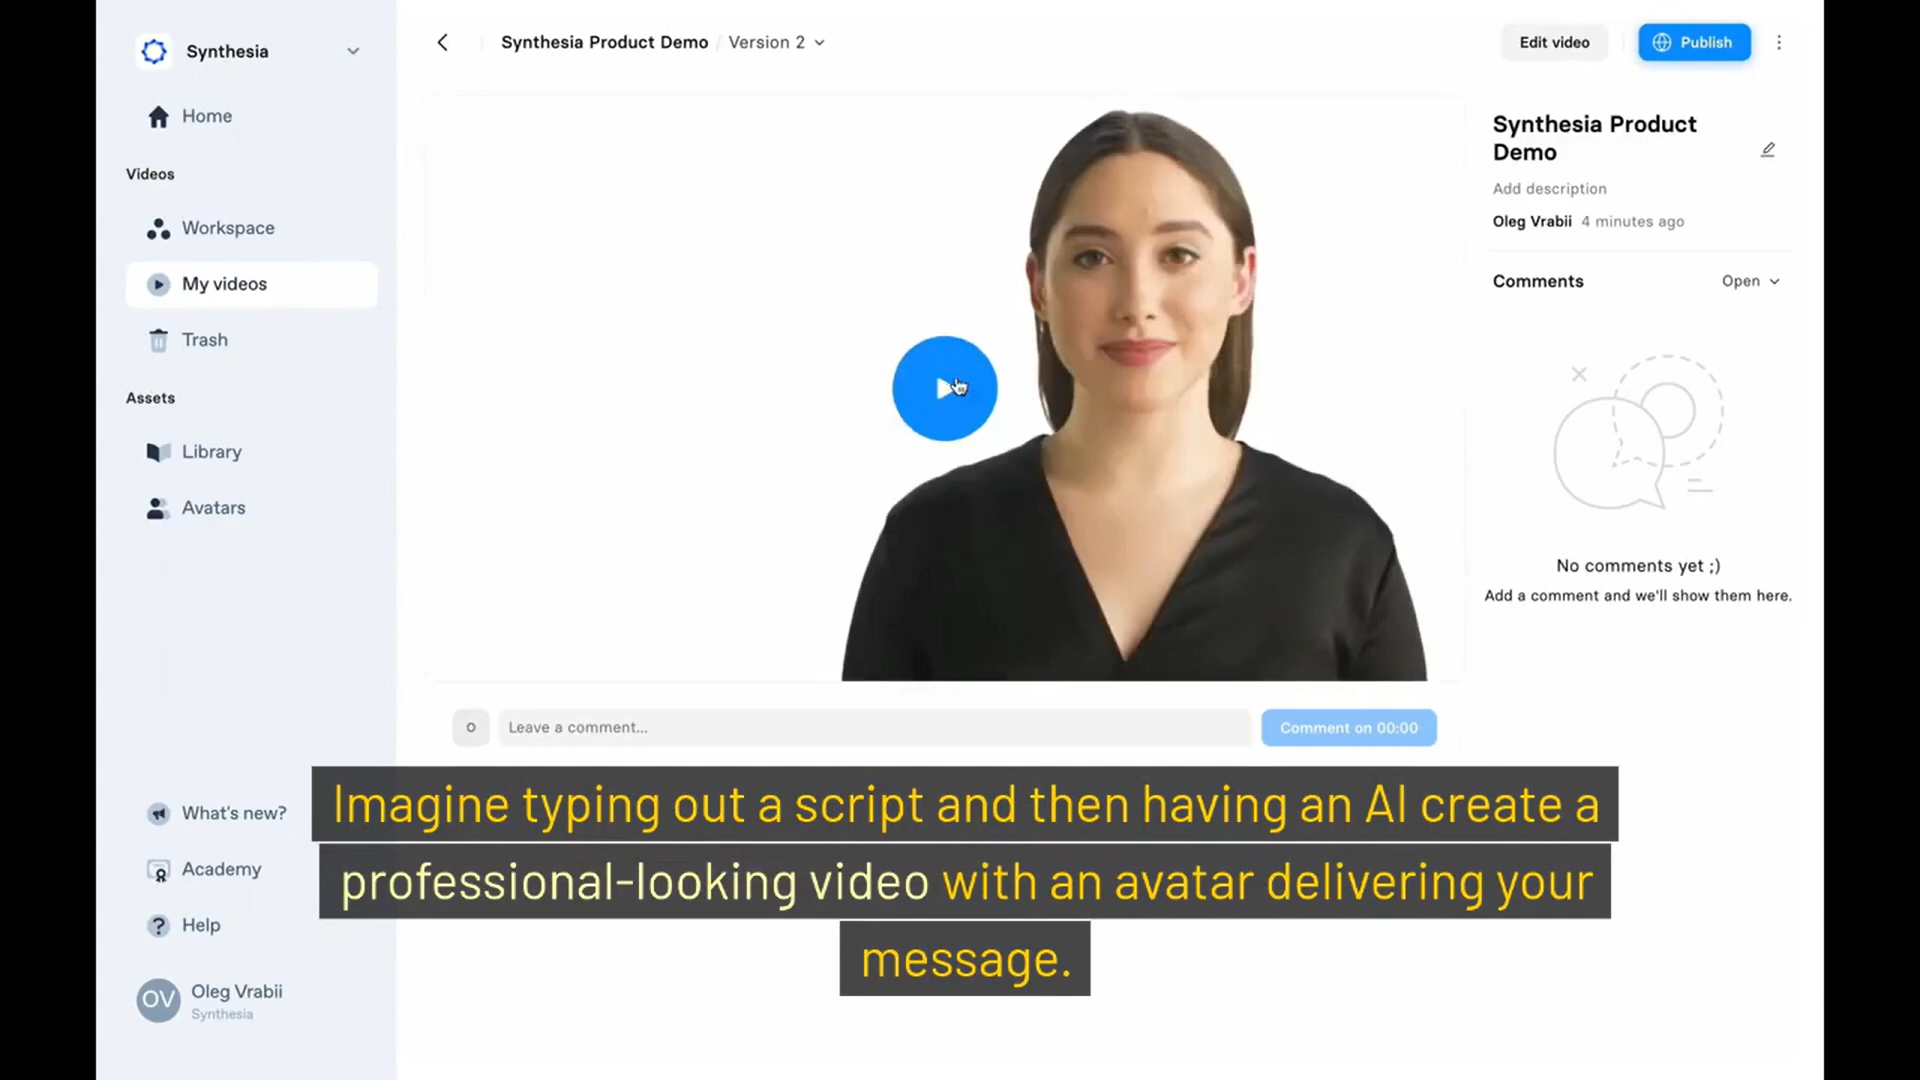 Synthesia
Home
Videos
Workspace
My videos
Trash
Assets
Library
Avatars
What's new?
Academy
Help
OV
Oleg Vrabii
Synthesia
Synthesia Product Demo / Version 2
Edit video
Publish
Synthesia Product
Demo
Add description
Oleg Vrabii 4 minutes ago
Comments
Open
No comments yet ;)
Add a comment and we'll show them here.
O
Leave a comment...
Comment on 00:00
Imagine typing out a script and then having an AI create a
professional-looking video with an avatar delivering your
message.